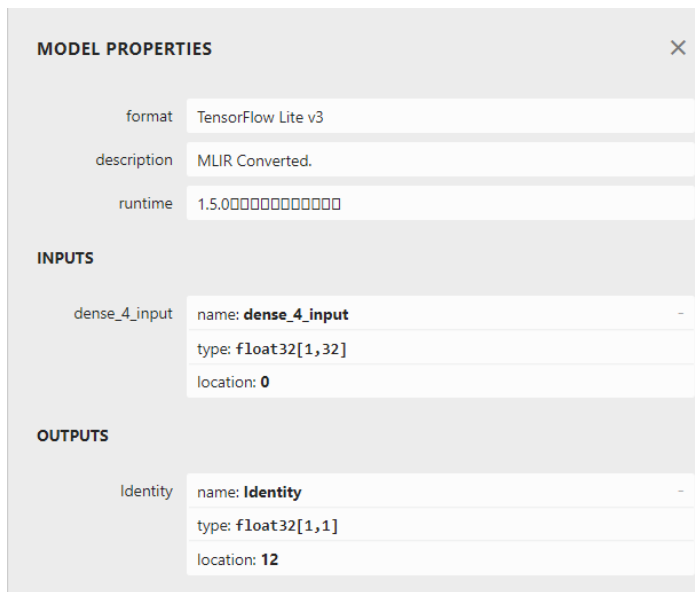 MODEL PROPERTIES ×
format TensorFlow Lite v3
description MLIR Converted.
runtime 1.5.0▯▯▯▯▯▯▯▯▯▯▯
INPUTS
dense_4_input name: dense_4_input -
type: float32[1,32]
location: 0
OUTPUTS
Identity name: Identity -
type: float32[1,1]
location: 12